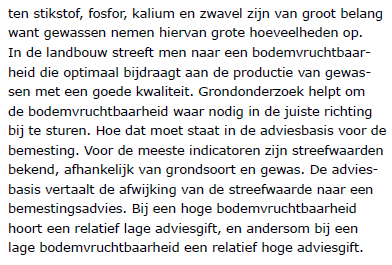 ten stikstof, fosfor, kalium en zwavel zijn van groot belang
want gewassen nemen hiervan grote hoeveelheden op.
In de landbouw streeft men naar een bodemvruchtbaar-
heid die optimaal bijdraagt aan de productie van gewas-
sen met een goede kwaliteit. Grondonderzoek helpt om
de bodemvruchtbaarheid waar nodig in de juiste richting
bij te sturen. Hoe dat moet staat in de adviesbasis voor de
bemesting. Voor de meeste indicatoren zijn streefwaarden
bekend, afhankelijk van grondsoort en gewas. De advies-
basis vertaalt de afwijking van de streefwaarde naar een
bemestingsadvies. Bij een hoge bodemvruchtbaarheid
hoort een relatief lage adviesgift, en andersom bij een
lage bodemvruchtbaarheid een relatief hoge adviesgift.